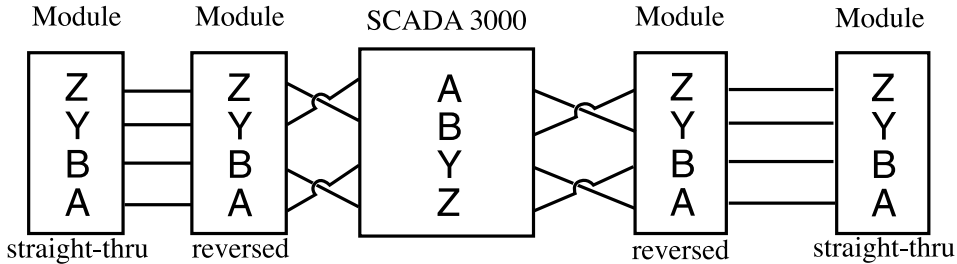 Module Module SCADA 3000 Module Module
Z Z A Z Z
Y Y B Y Y
B B Y B B
A A Z A A
straight-thru reversed reversed straight-thru